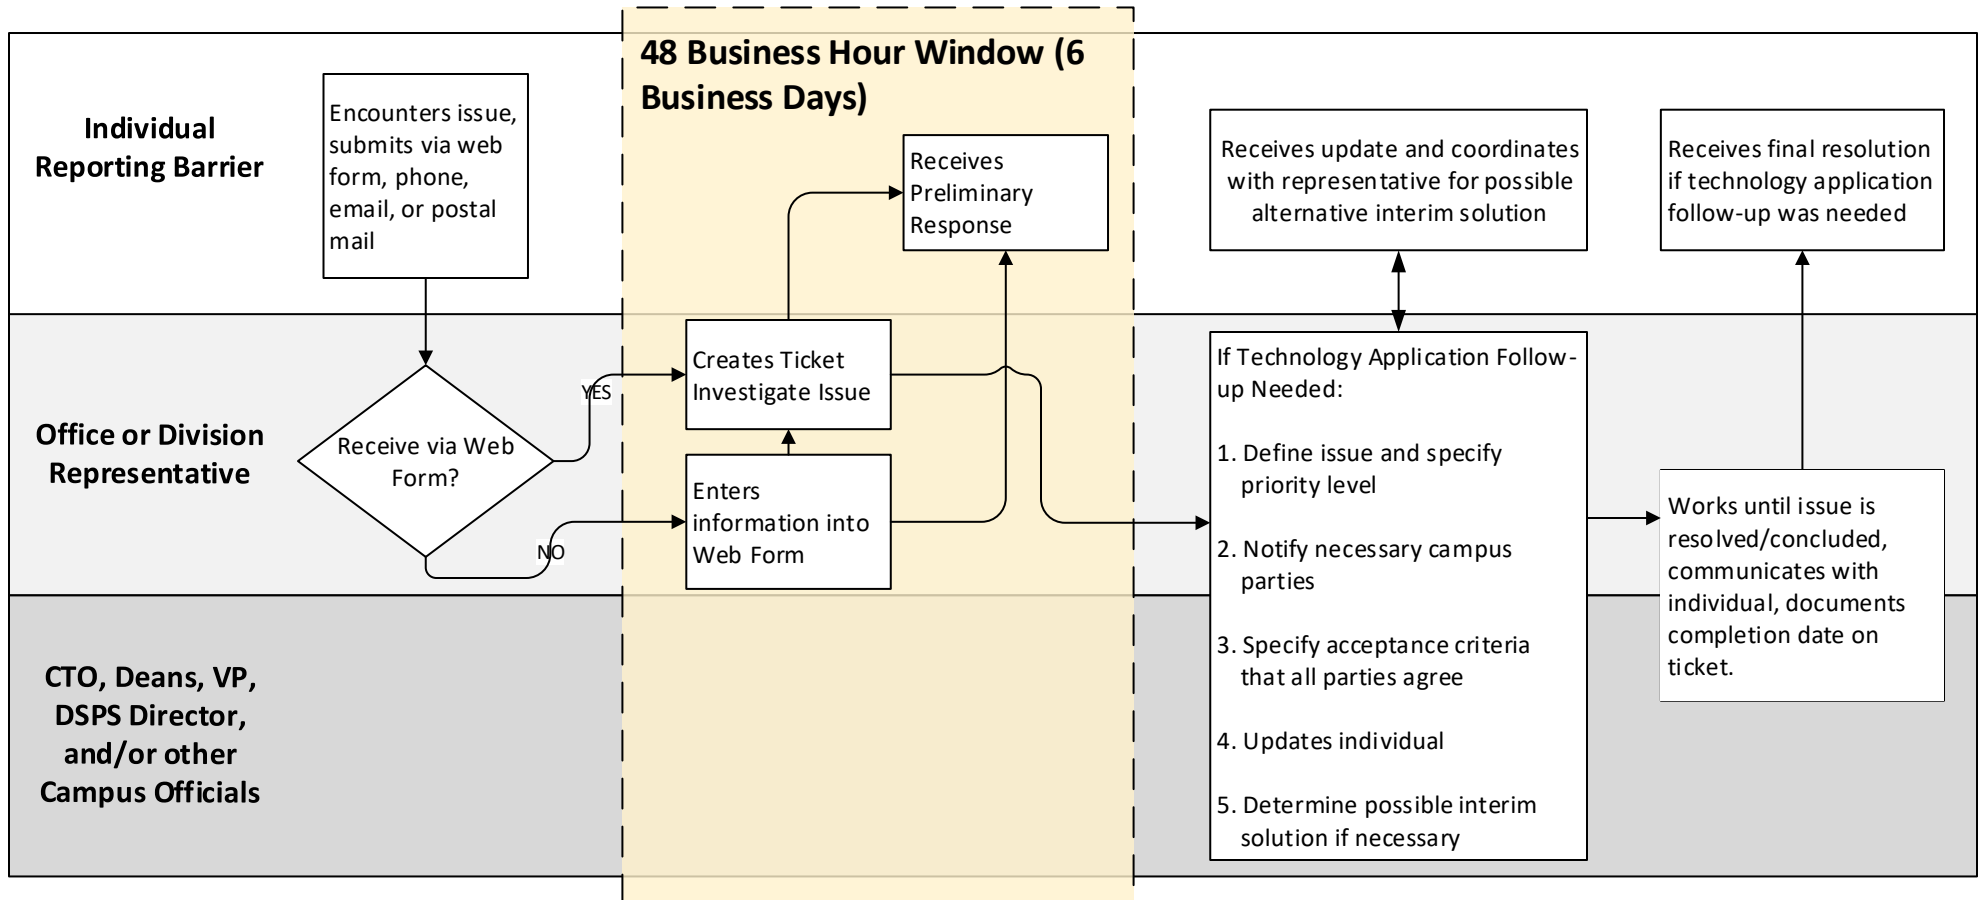 48 Business Hour Window (6
Business Days)
Individual
Reporting Barrier
Encounters issue,
submits via web
form, phone,
email, or postal
mail
Receives
Preliminary
Response
Receives update and coordinates
with representative for possible
alternative interim solution
Receives final resolution
if technology application
follow-up was needed
Office or Division
Representative
Receive via Web
Form?
YES
NO
Creates Ticket
Investigate Issue
Enters
information into
Web Form
If Technology Application Follow-
up Needed:
1. Define issue and specify
priority level
2. Notify necessary campus
parties
3. Specify acceptance criteria
that all parties agree
4. Updates individual
5. Determine possible interim
solution if necessary
Works until issue is
resolved/concluded,
communicates with
individual, documents
completion date on
ticket.
CTO, Deans, VP,
DSPS Director,
and/or other
Campus Officials